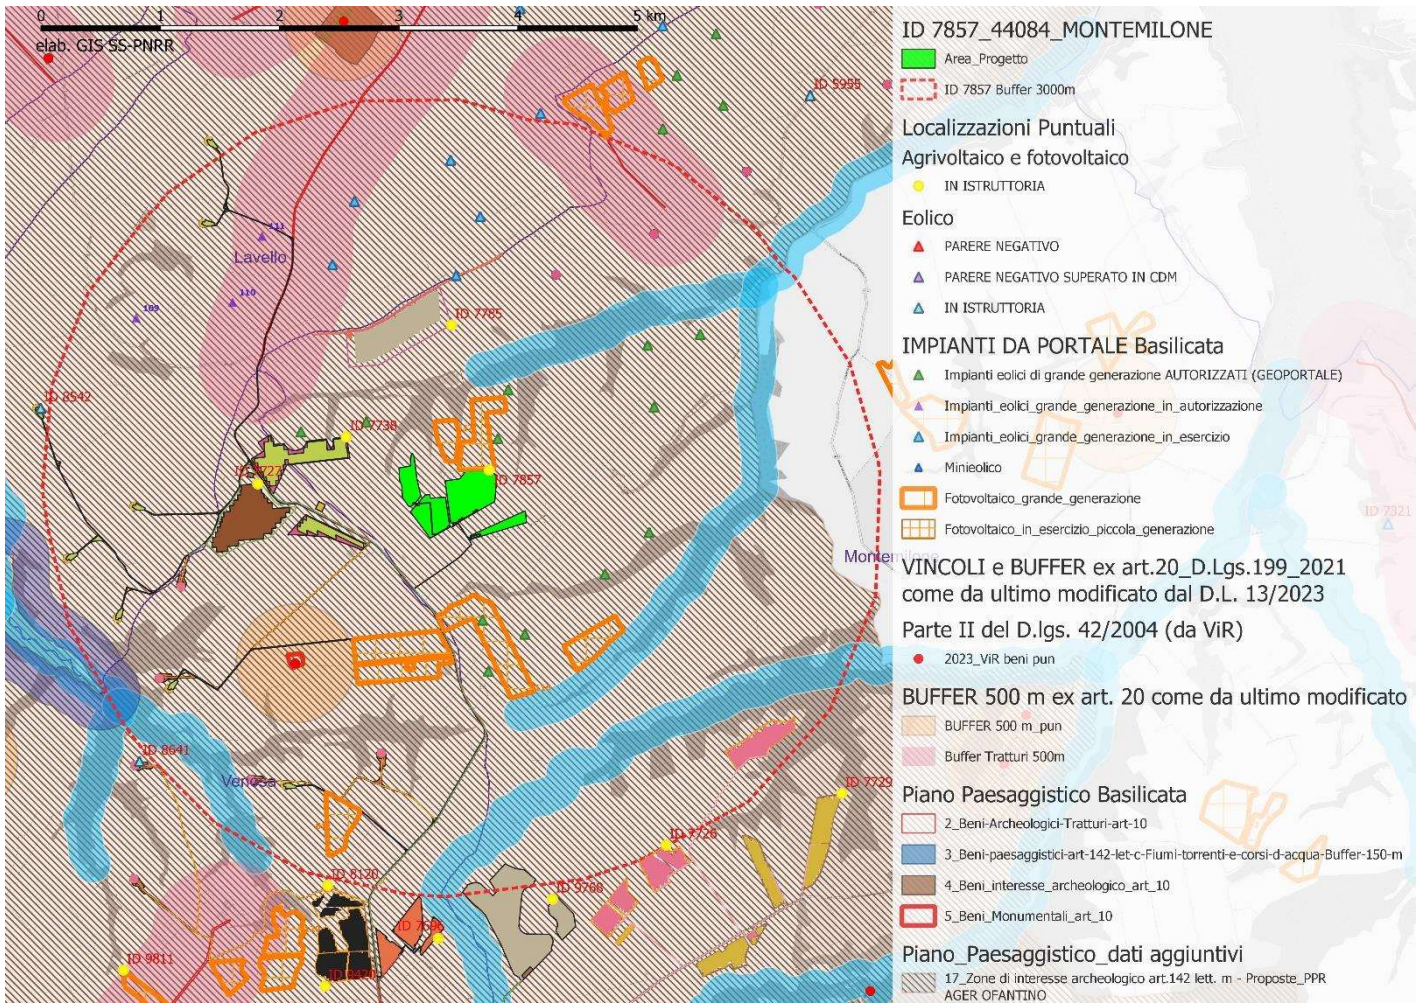 0 1 2 3 4 5 km
elab. GIS SS-PNRR
ID 5955
111
Lavello
110
109
ID 7785
ID 8542
ID 7738
ID 7857
Montemilone
ID 7321
ID 8641
Venosa
ID 7729
ID 7726
ID 8120
ID 9768
ID 7696
ID 9811
ID 7857_44084_MONTEMILONE
Area_Progetto
ID 7857 Buffer 3000m
Localizzazioni Puntuali
Agrivoltaico e fotovoltaico
IN ISTRUTTORIA
Eolico
PARERE NEGATIVO
PARERE NEGATIVO SUPERATO IN CDM
IN ISTRUTTORIA
IMPIANTI DA PORTALE Basilicata
Impianti eolici di grande generazione AUTORIZZATI (GEOPORTALE)
Impianti_eolici_grande_generazione_in_autorizzazione
Impianti_eolici_grande_generazione_in_esercizio
Minieolico
Fotovoltaico_grande_generazione
Fotovoltaico_in_esercizio_piccola_generazione
VINCOLI e BUFFER ex art.20_D.Lgs.199_2021
come da ultimo modificato dal D.L. 13/2023
Parte II del D.lgs. 42/2004 (da ViR)
2023_ViR beni pun
BUFFER 500 m ex art. 20 come da ultimo modificato
BUFFER 500 m_pun
Buffer Tratturi 500m
Piano Paesaggistico Basilicata
2_Beni-Archeologici-Tratturi-art-10
3_Beni-paesaggistici-art-142-let-c-Fiumi-torrenti-e-corsi-d-acqua-Buffer-150-m
4_Beni_interesse_archeologico_art_10
5_Beni_Monumentali_art_10
Piano_Paesaggistico_dati aggiuntivi
17_Zone di interesse archeologico art.142 lett. m - Proposte_PPR
AGER OFANTINO